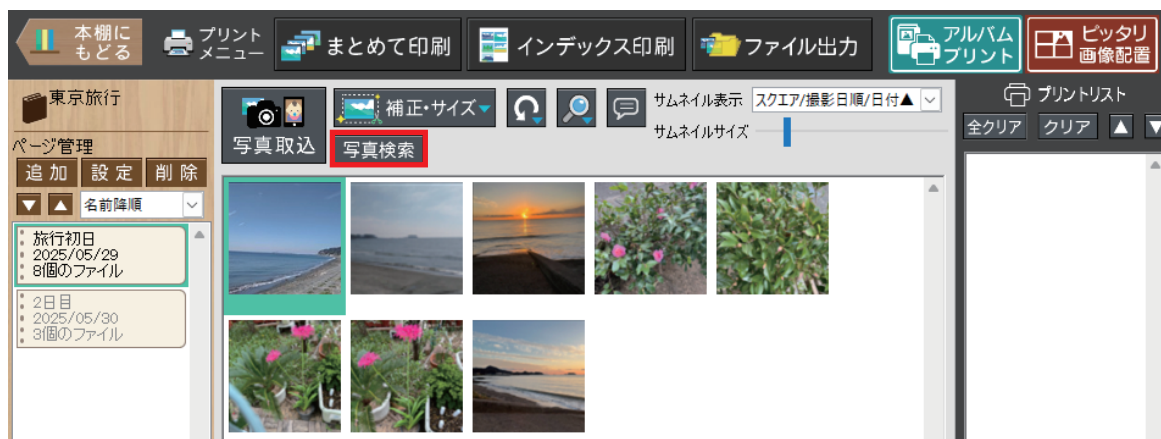 本棚に
もどる
プリント
メニュー
まとめて印刷
インデックス印刷
ファイル出力
アルバム
プリント
ピッタリ
画像配置
東京旅行
ページ管理
追加 設定 削除
▼ ▲ 名前降順
旅行初日
2025/05/29
8個のファイル
2日目
2025/05/30
3個のファイル
写真取込
補正・サイズ▼
写真検索
サムネイル表示 スクエア/撮影日順/日付▲
サムネイルサイズ
プリントリスト
全クリア クリア ▲ ▼